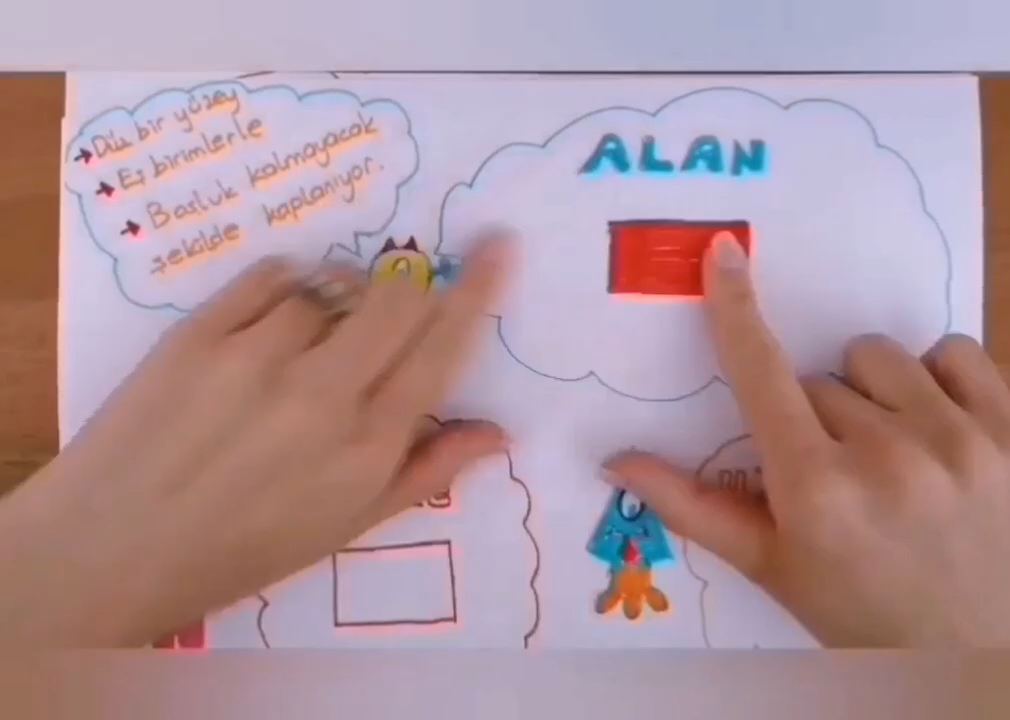 → Düz bir yüzey
→ Eş birimlerle
→ Boşluk kalmayacak
şekilde kaplanıyor.
ALAN